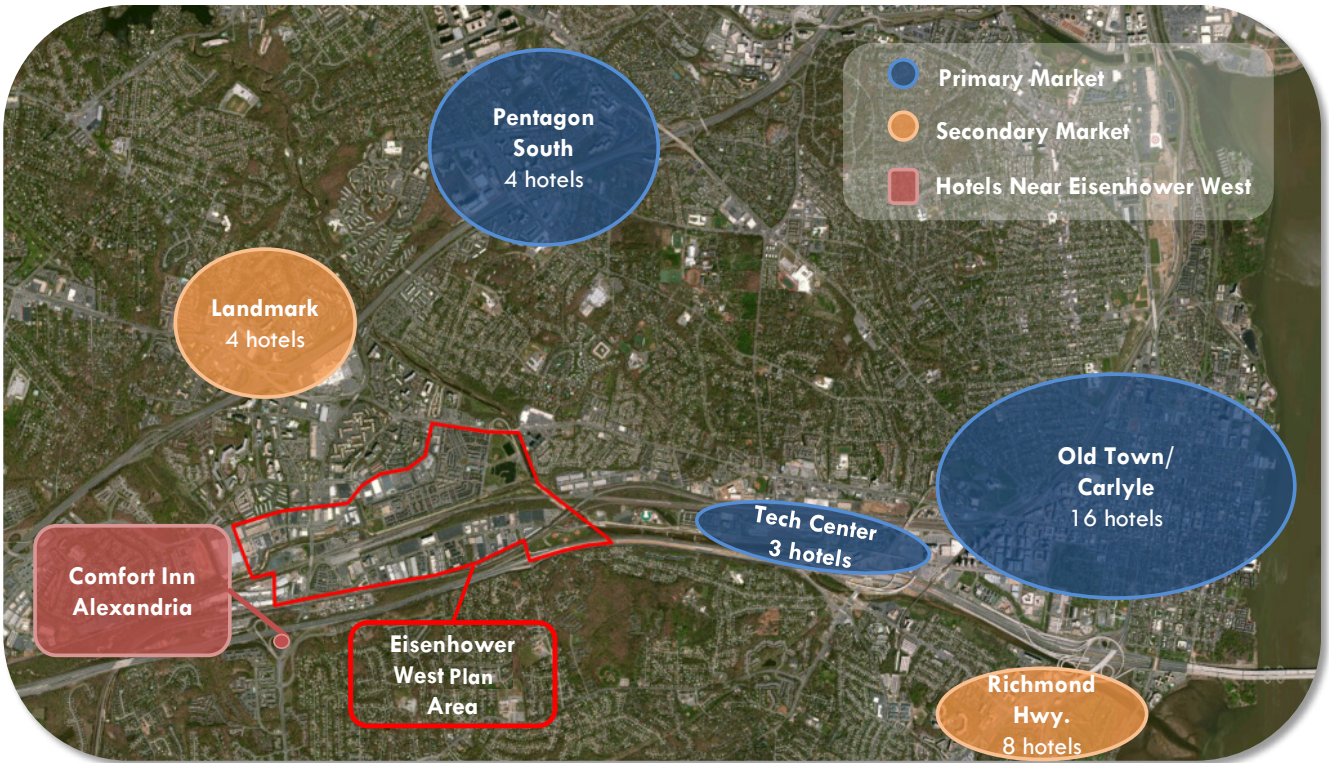 Pentagon
South
4 hotels
Primary Market
Secondary Market
Hotels Near Eisenhower West
Landmark
4 hotels
Old Town/
Carlyle
16 hotels
Tech Center
3 hotels
Comfort Inn
Alexandria
Eisenhower
West Plan
Area
Richmond
Hwy.
8 hotels